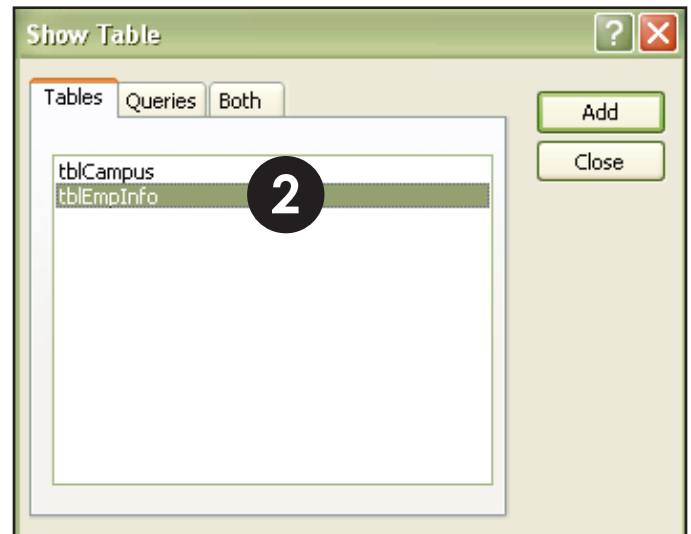 Show Table
?
Tables Queries Both
Add
Close
tblCampus
tblEmpInfo
2